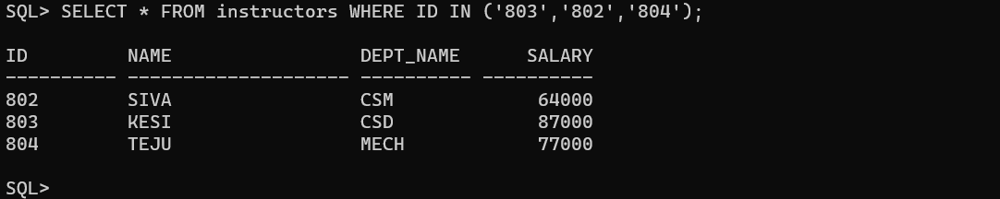 SQL> SELECT * FROM instructors WHERE ID IN ('803','802','804');
ID         NAME                 DEPT_NAME      SALARY
---------- -------------------- ---------- ----------
802        SIVA                 CSM             64000
803        KESI                 CSD             87000
804        TEJU                 MECH            77000
SQL>